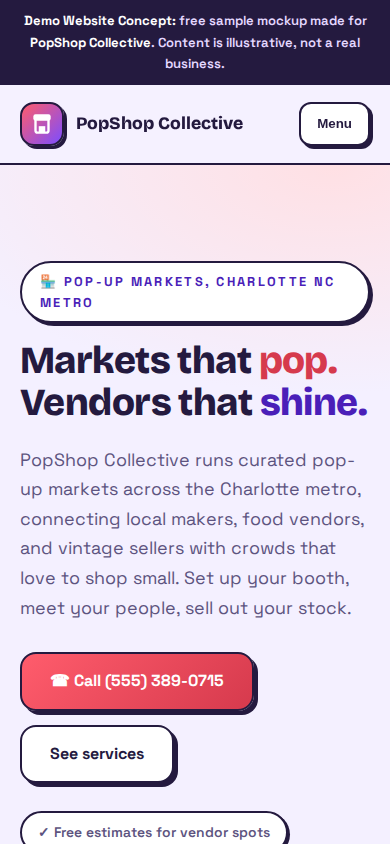 Demo Website Concept: free sample mockup made for
PopShop Collective. Content is illustrative, not a real
business.
PopShop Collective
Menu
🏪 POP-UP MARKETS, CHARLOTTE NC
METRO
Markets that pop.
Vendors that shine.
PopShop Collective runs curated pop-
up markets across the Charlotte metro,
connecting local makers, food vendors,
and vintage sellers with crowds that
love to shop small. Set up your booth,
meet your people, sell out your stock.
☎ Call (555) 389-0715
See services
✓ Free estimates for vendor spots